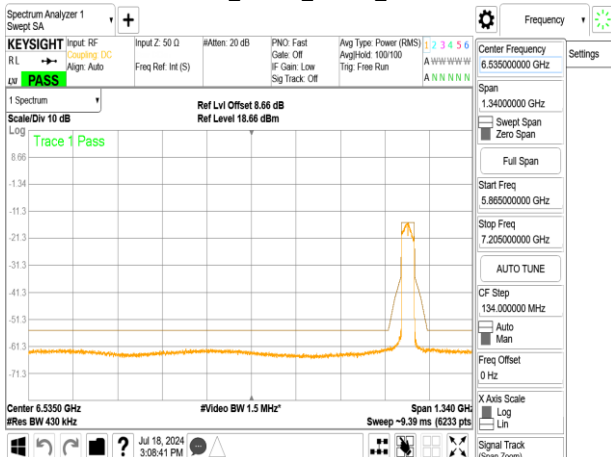 Spectrum Analyzer 1
Swept SA
Frequency
KEYSIGHT Input: RF Input Z: 50 Ω #Atten: 20 dB PNO: Fast Avg Type: Power (RMS) 1 2 3 4 5 6
RL Coupling: DC Gate: Off Avg|Hold: 100/100 A W W W W W
Align: Auto Freq Ref: Int (S) IF Gain: Low Trig: Free Run
LXI PASS Sig Track: Off A N N N N N
Center Frequency
6.535000000 GHz
Settings
Span
1.34000000 GHz
Swept Span
Zero Span
Full Span
Start Freq
5.865000000 GHz
Stop Freq
7.205000000 GHz
AUTO TUNE
CF Step
134.000000 MHz
Auto
Man
Freq Offset
0 Hz
X Axis Scale
Log
Lin
Signal Track
(Span Zoom)
1 Spectrum
Scale/Div 10 dB
Ref Lvl Offset 8.66 dB
Ref Level 18.66 dBm
Log
Trace 1 Pass
8.66
-1.34
-11.3
-21.3
-31.3
-41.3
-51.3
-61.3
-71.3
Center 6.5350 GHz #Video BW 1.5 MHz* Span 1.340 GHz
#Res BW 430 kHz Sweep ~9.39 ms (6233 pts)
Jul 18, 2024
3:08:41 PM